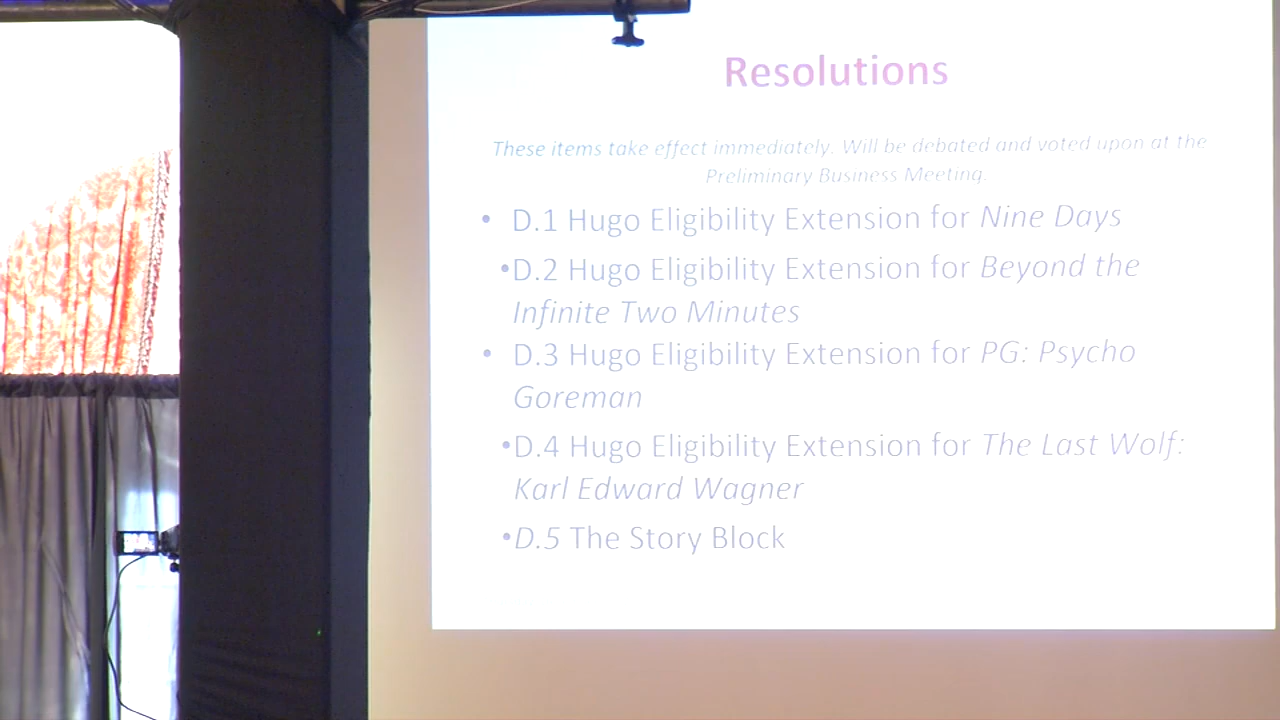 Resolutions
These items take effect immediately. Will be debated and voted upon at the
Preliminary Business Meeting.
• D.1 Hugo Eligibility Extension for Nine Days
•D.2 Hugo Eligibility Extension for Beyond the
Infinite Two Minutes
• D.3 Hugo Eligibility Extension for PG: Psycho
Goreman
•D.4 Hugo Eligibility Extension for The Last Wolf:
Karl Edward Wagner
•D.5 The Story Block